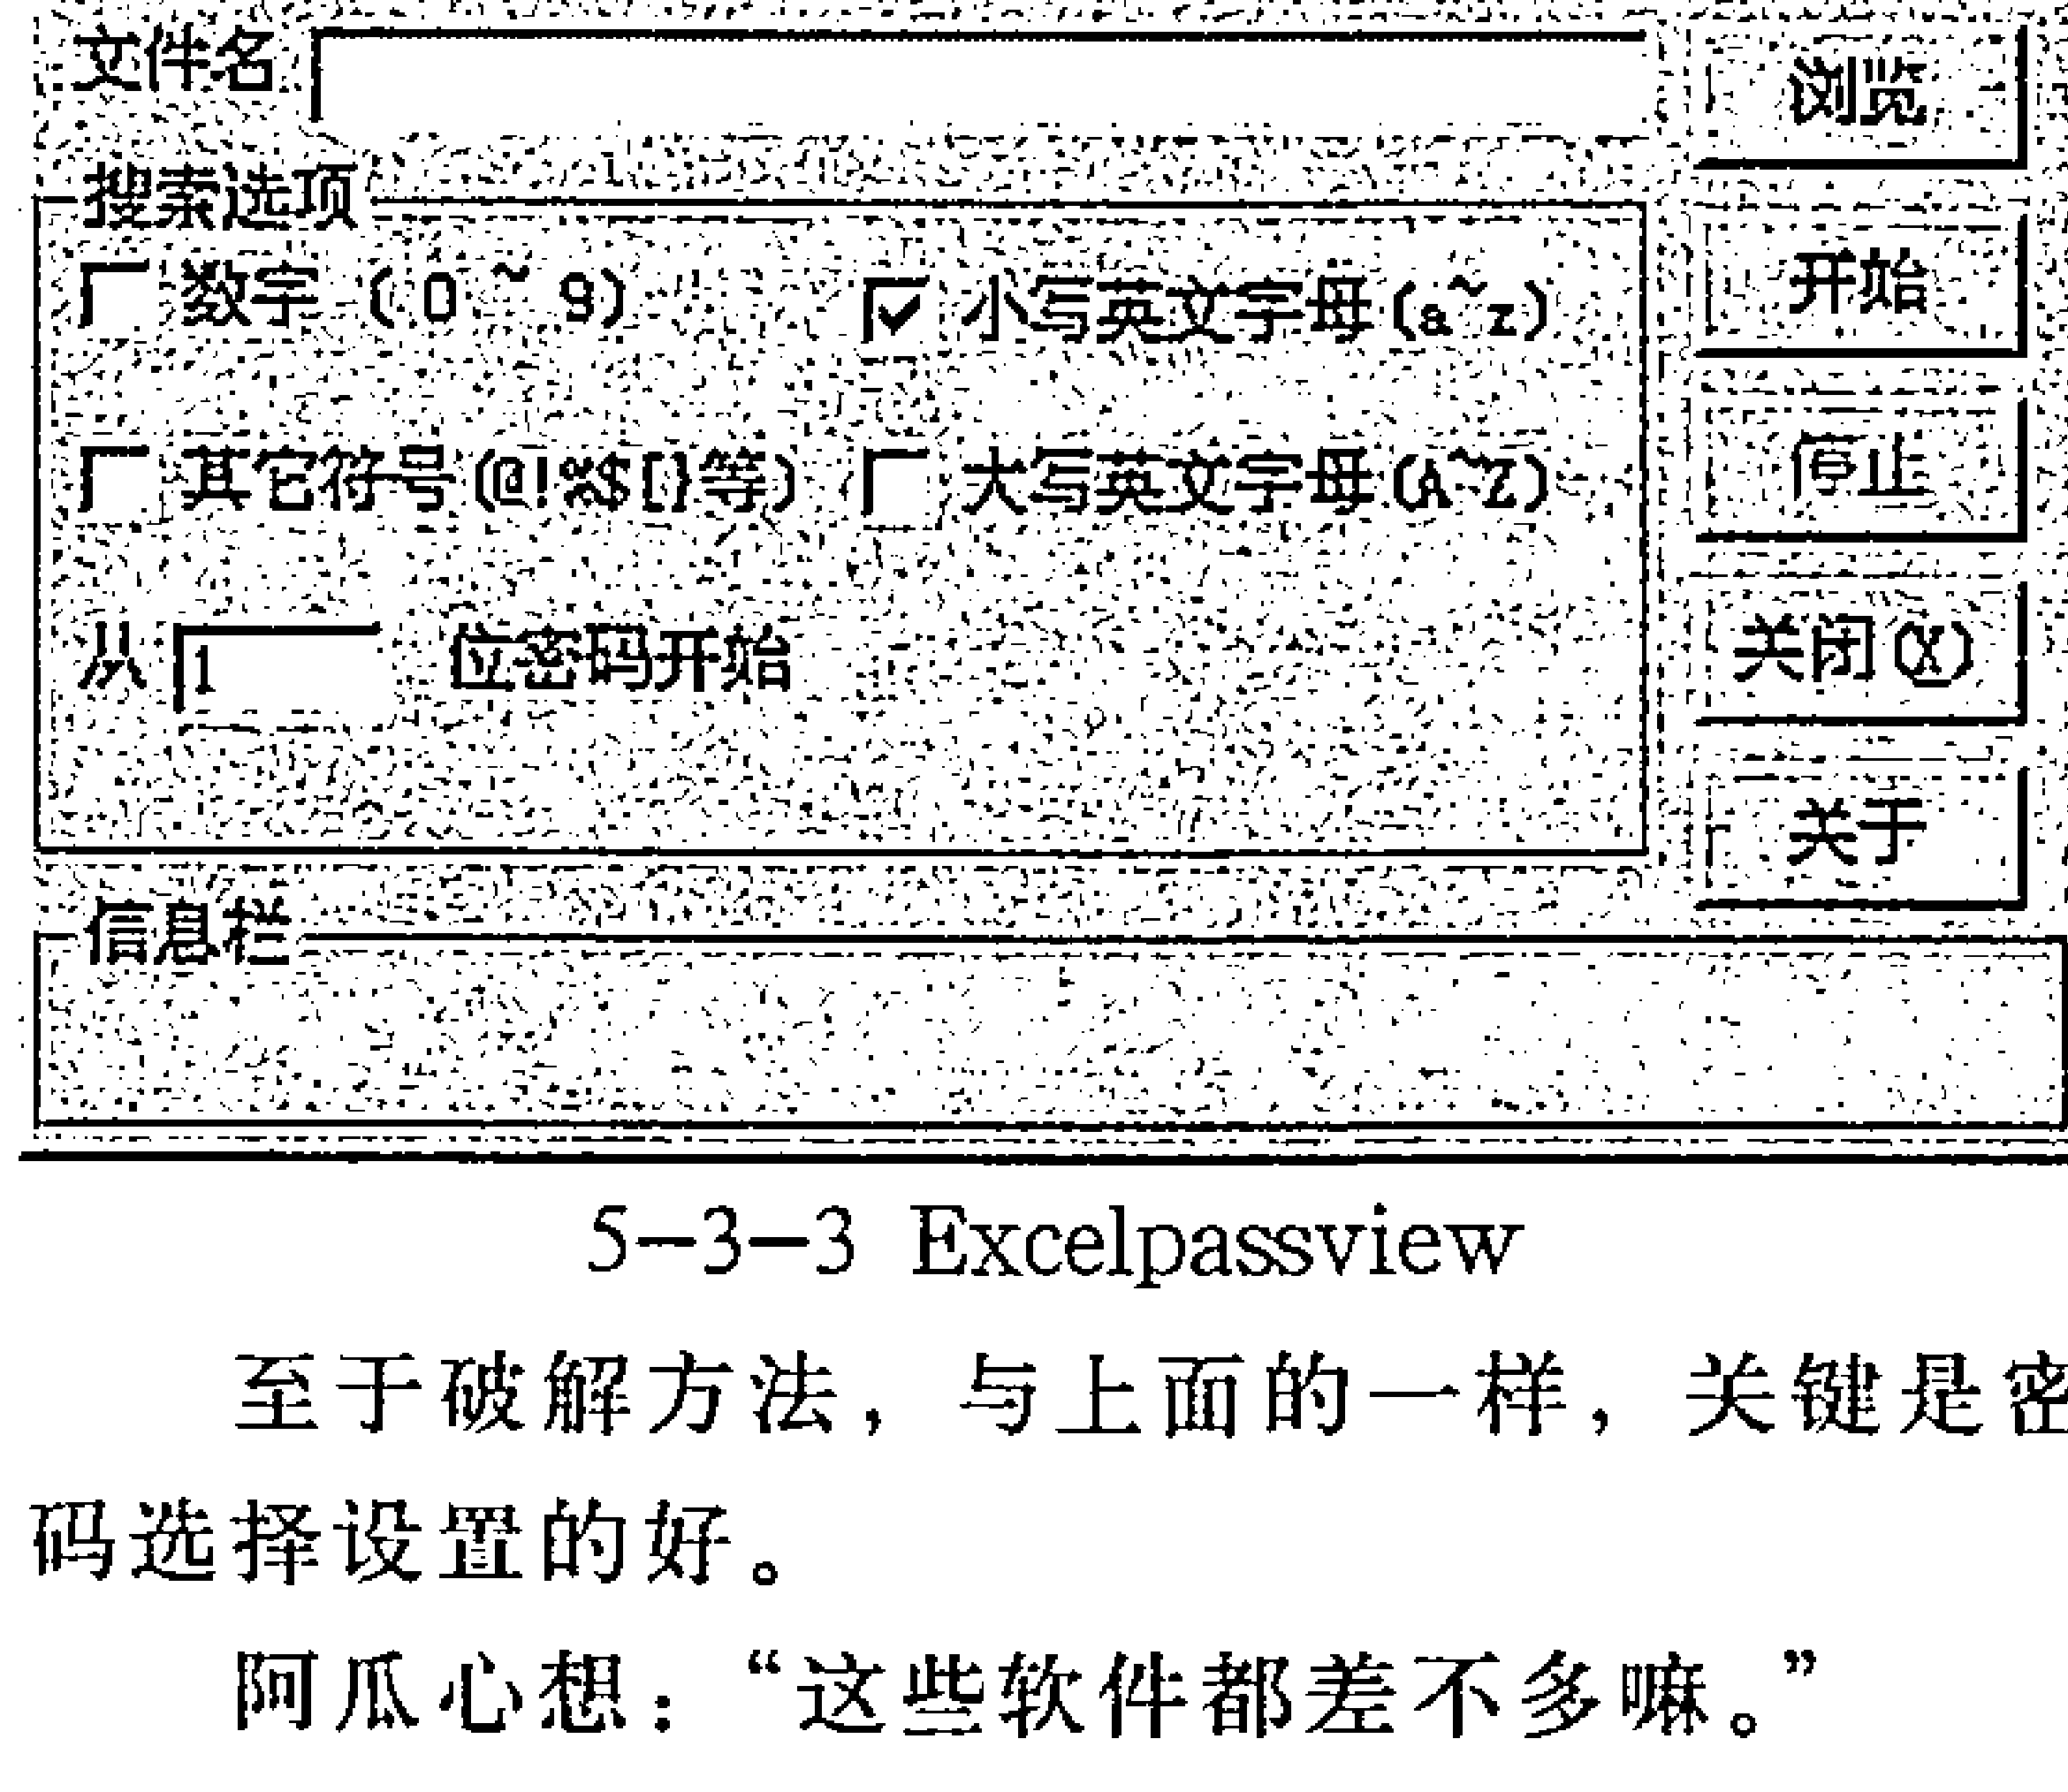 文件名
浏览
搜索选项
数字 (0 ~ 9)
小写英文字母(a~z)
开始
其它符号(@!%$[}等)
大写英文字母(A~Z)
停止
从 1 位密码开始
关闭(X)
关于
信息栏
5-3-3 Excelpassview
至于破解方法，与上面的一样，关键是密
码选择设置的好。
阿瓜心想：“这些软件都差不多嘛。”